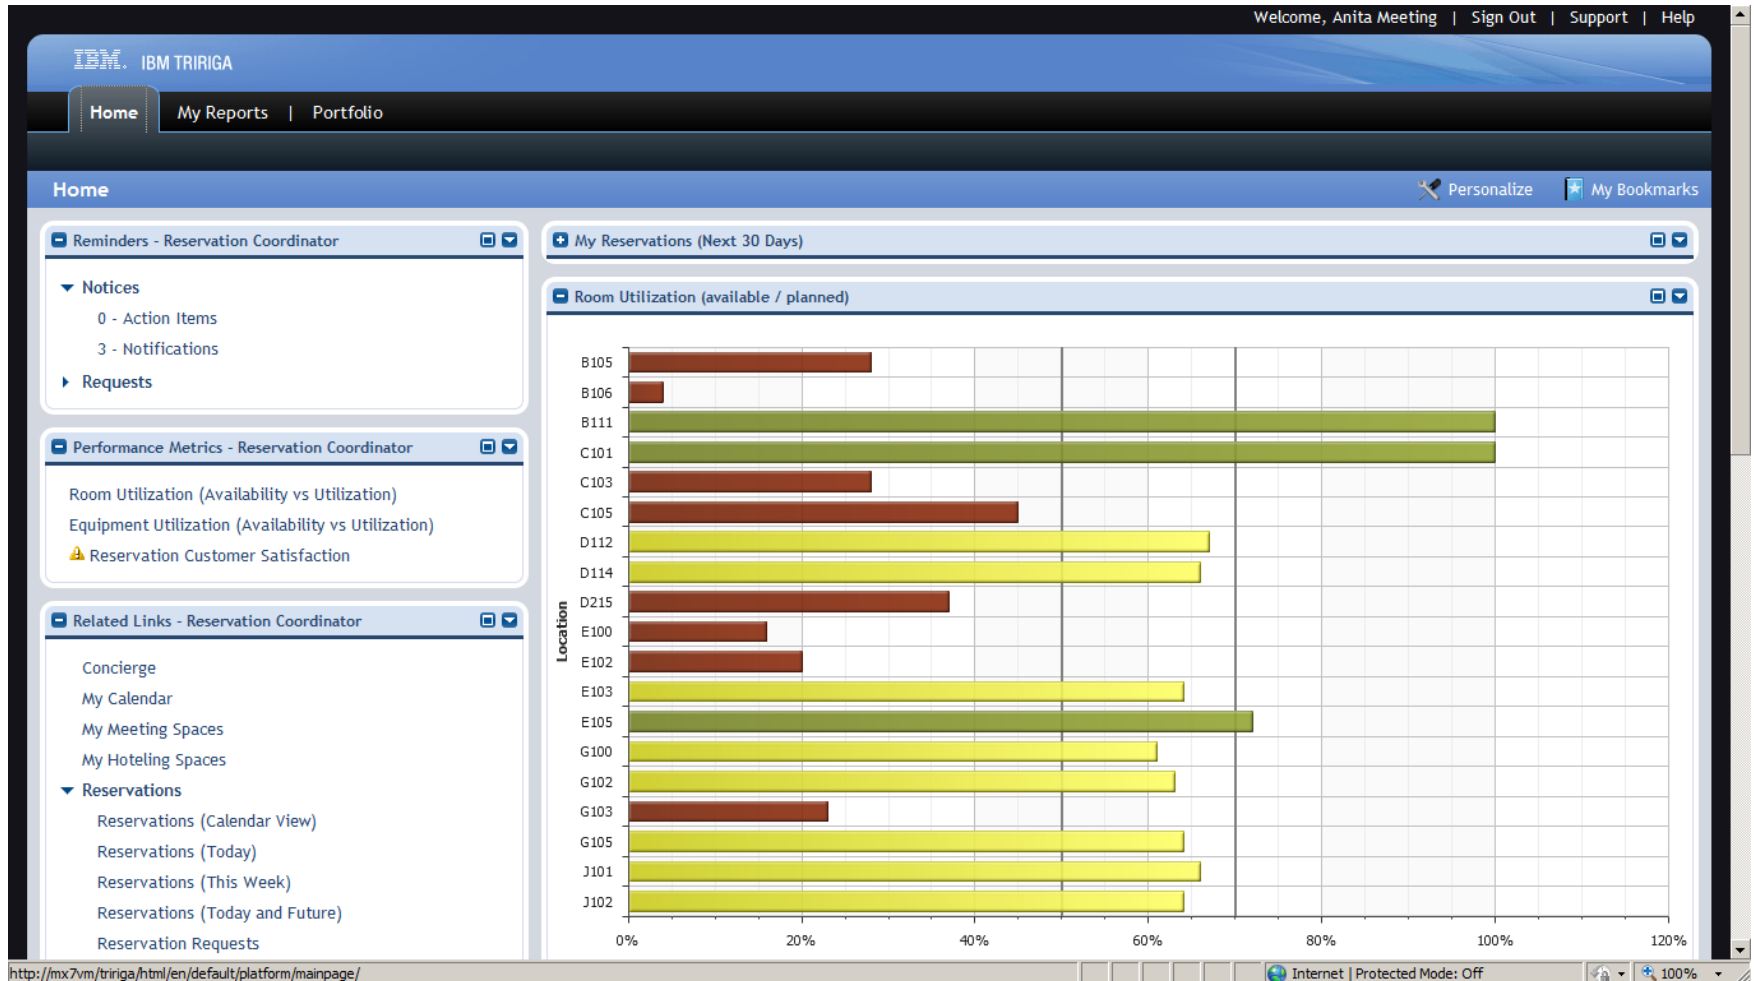 Welcome, Anita Meeting | Sign Out | Support | Help
IBM. IBM TRIRIGA
Home My Reports | Portfolio
Home Personalize My Bookmarks
Reminders - Reservation Coordinator
Notices
0 - Action Items
3 - Notifications
Requests
Performance Metrics - Reservation Coordinator
Room Utilization (Availability vs Utilization)
Equipment Utilization (Availability vs Utilization)
Reservation Customer Satisfaction
Related Links - Reservation Coordinator
Concierge
My Calendar
My Meeting Spaces
My Hoteling Spaces
Reservations
Reservations (Calendar View)
Reservations (Today)
Reservations (This Week)
Reservations (Today and Future)
Reservation Requests
My Reservations (Next 30 Days)
Room Utilization (available / planned)
Location
B105
B106
B111
C101
C103
C105
D112
D114
D215
E100
E102
E103
E105
G100
G102
G103
G105
J101
J102
0% 20% 40% 60% 80% 100% 120%
http://mx7vm/tririga/html/en/default/platform/mainpage/ Internet | Protected Mode: Off 100%